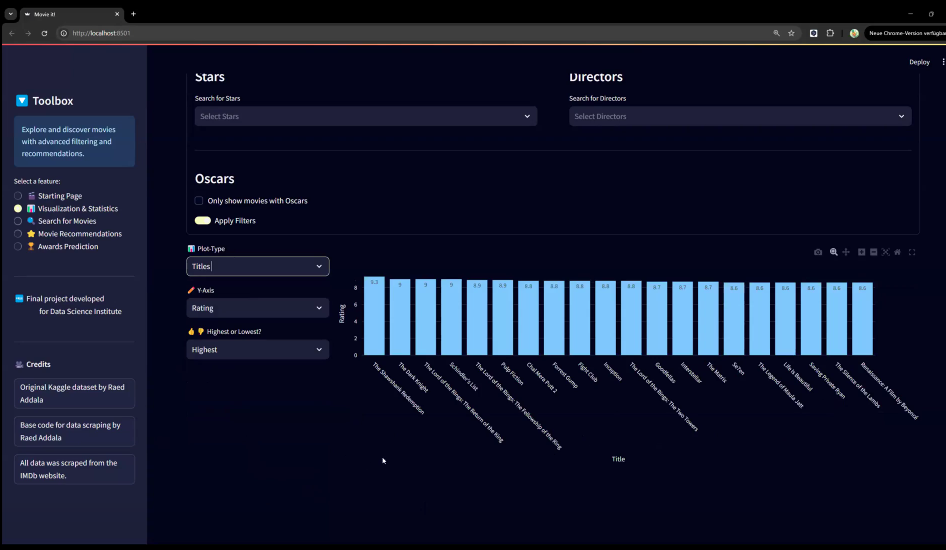 Movie it!
http://localhost:8501
Neue Chrome-Version verfügbar
Deploy
Toolbox
Explore and discover movies
with advanced filtering and
recommendations.
Select a feature:
Starting Page
Visualization & Statistics
Search for Movies
Movie Recommendations
Awards Prediction
Final project developed
for Data Science Institute
Credits
Original Kaggle dataset by Raed
Addala
Base code for data scraping by
Raed Addala
All data was scraped from the
IMDb website.
Stars
Directors
Search for Stars
Search for Directors
Select Stars
Select Directors
Oscars
Only show movies with Oscars
Apply Filters
Plot-Type
Titles
Y-Axis
Rating
Highest or Lowest?
Highest
Rating
8
6
4
2
0
9.3
9
9
9
8.9
8.9
8.8
8.8
8.8
8.8
8.8
8.7
8.7
8.7
8.6
8.6
8.6
8.6
8.6
8.6
The Shawshank Redemption
The Dark Knight
The Lord of the Rings: The Return of the King
Schindler's List
The Lord of the Rings: The Fellowship of the King
Pulp Fiction
Chal Mera Putt 2
Forrest Gump
Fight Club
Inception
The Lord of the Rings: The Two Towers
Goodfellas
Interstellar
The Matrix
Se7en
The Legend of Maula Jatt
Life Is Beautiful
Saving Private Ryan
The Silence of the Lambs
Renaissance: A Film by Beyoncé
Title